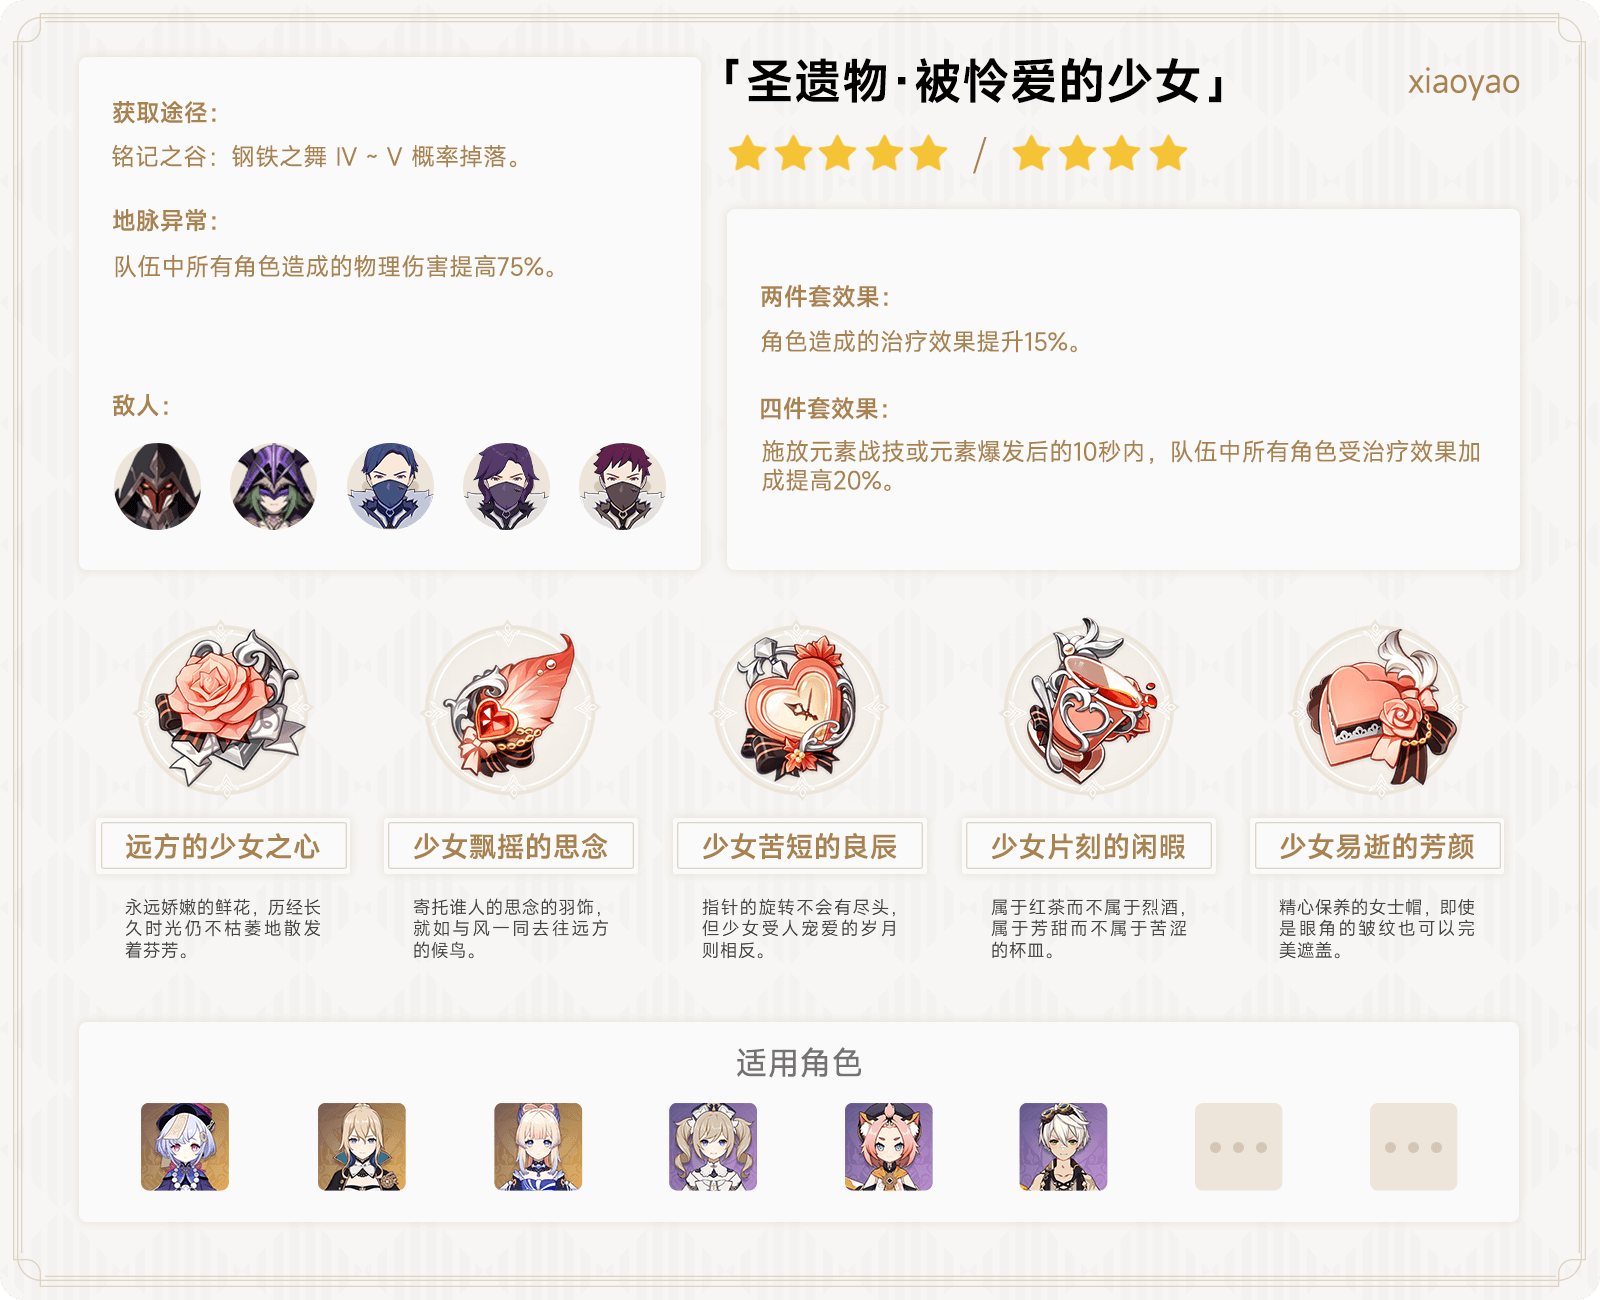 「圣遗物·被怜爱的少女」
xiaoyao
获取途径：
铭记之谷：钢铁之舞 IV ~ V 概率掉落。
地脉异常：
队伍中所有角色造成的物理伤害提高75%。
敌人：
两件套效果：
角色造成的治疗效果提升15%。
四件套效果：
施放元素战技或元素爆发后的10秒内，队伍中所有角色受治疗效果加
成提高20%。
远方的少女之心
永远娇嫩的鲜花，历经长
久时光仍不枯萎地散发
着芬芳。
少女飘摇的思念
寄托谁人的思念的羽饰，
就如与风一同去往远方
的候鸟。
少女苦短的良辰
指针的旋转不会有尽头，
但少女受人宠爱的岁月
则相反。
少女片刻的闲暇
属于红茶而不属于烈酒，
属于芳甜而不属于苦涩
的杯皿。
少女易逝的芳颜
精心保养的女士帽，即使
是眼角的皱纹也可以完
美遮盖。
适用角色